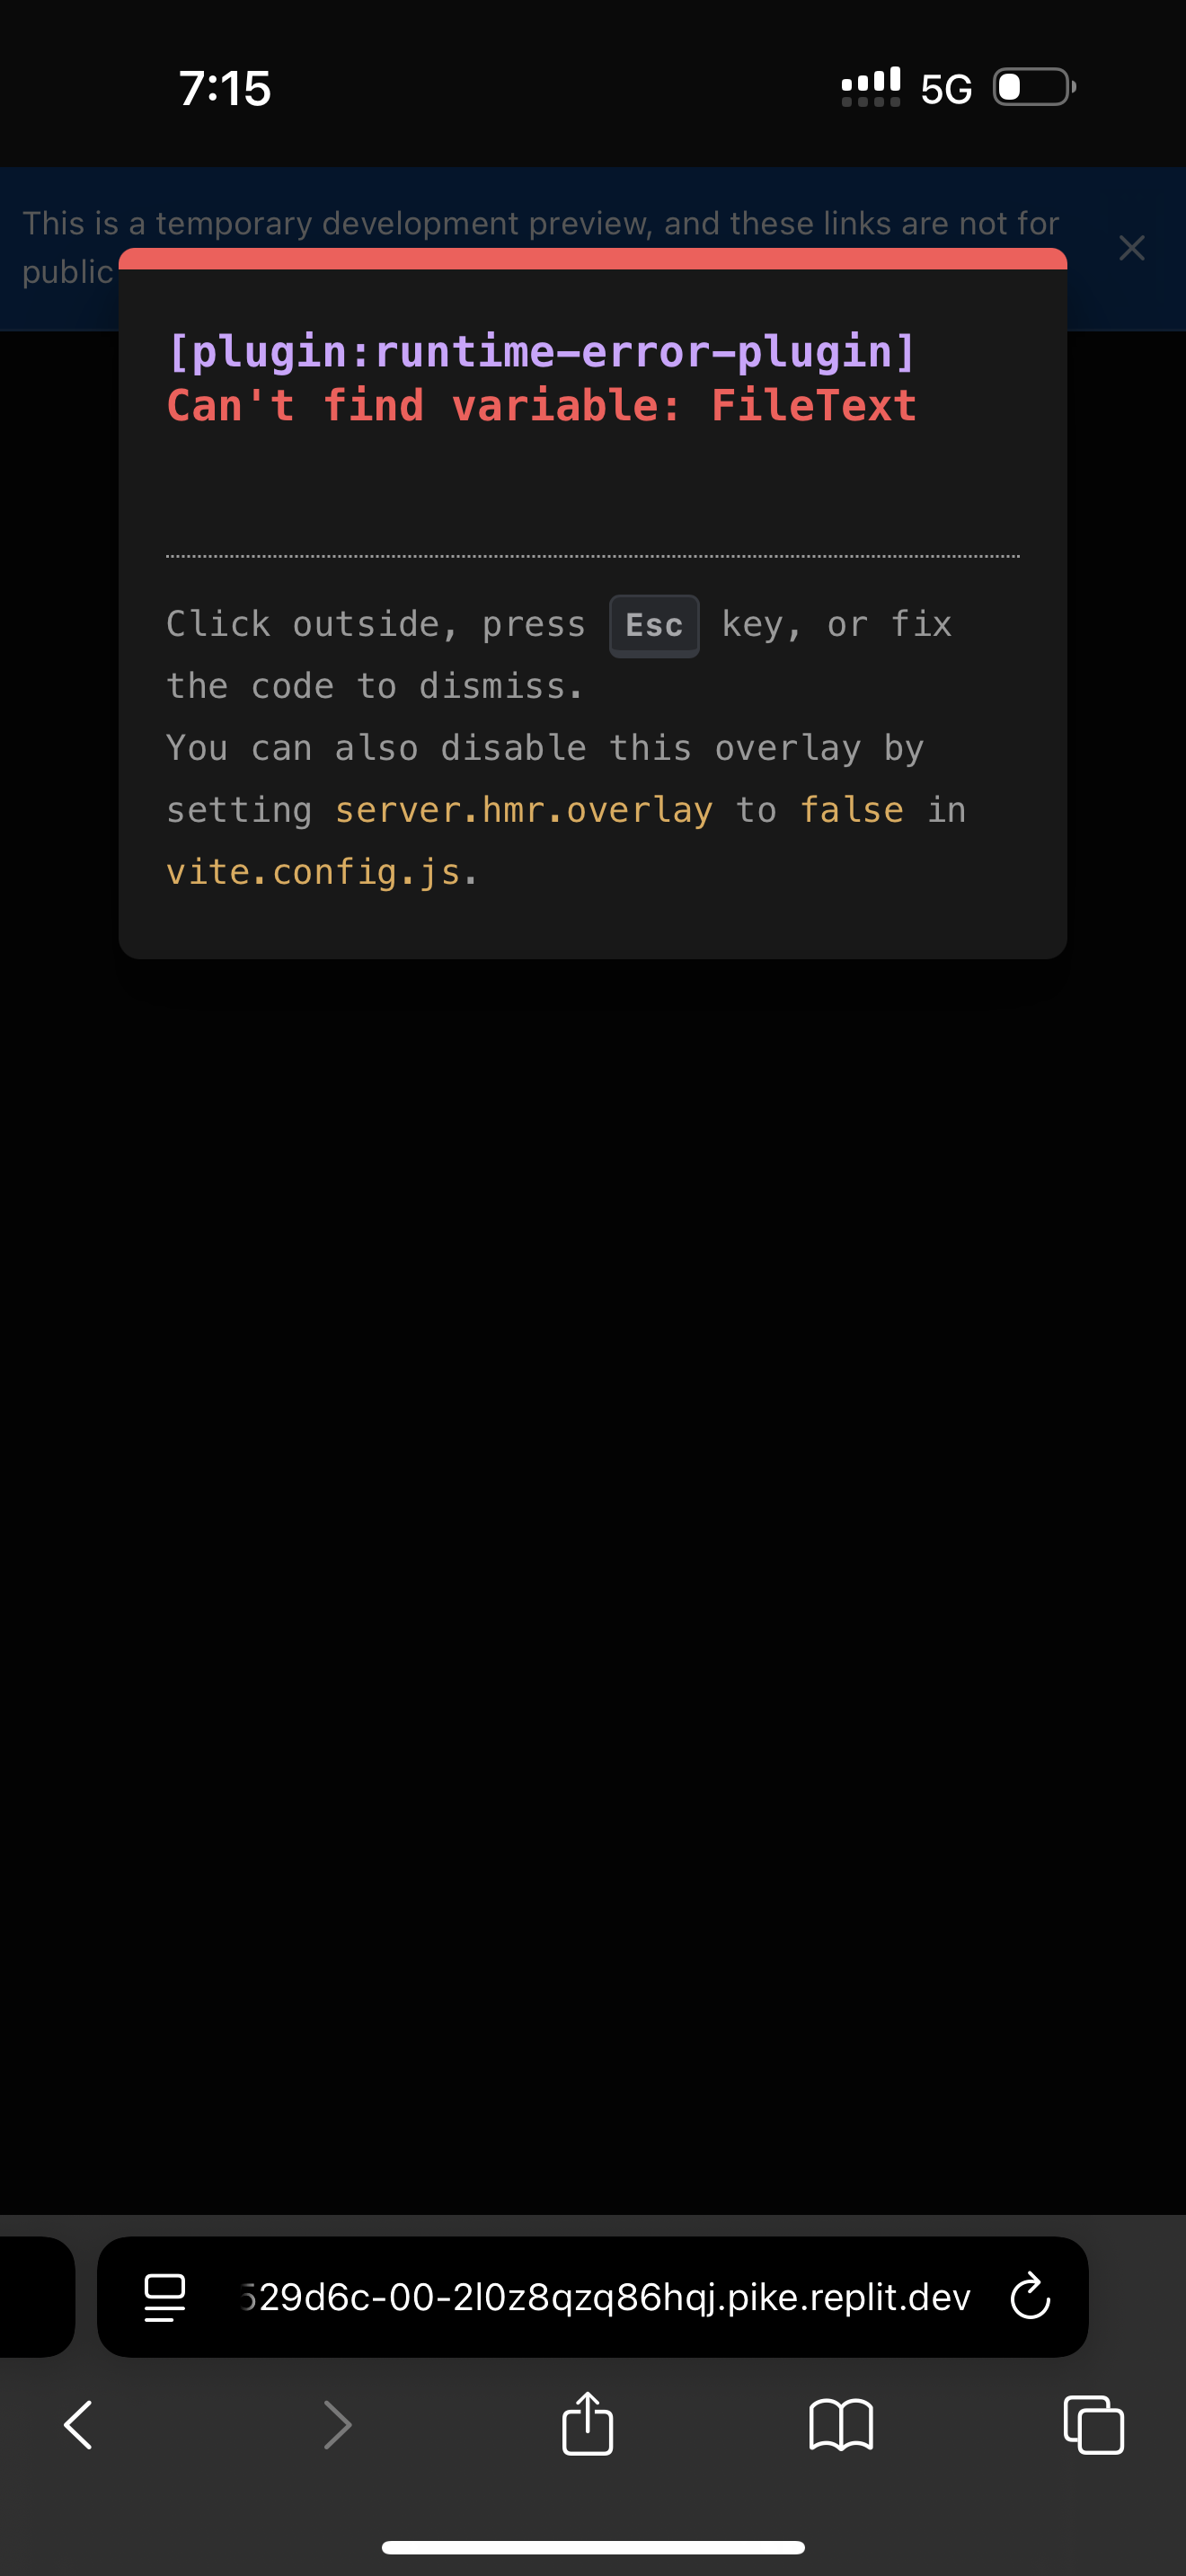 7:15
5G
This is a temporary development preview, and these links are not for
public
[plugin:runtime-error-plugin]
Can't find variable: FileText
Click outside, press Esc key, or fix
the code to dismiss.
You can also disable this overlay by
setting server.hmr.overlay to false in
vite.config.js.
529d6c-00-2l0z8qzq86hqj.pike.replit.dev